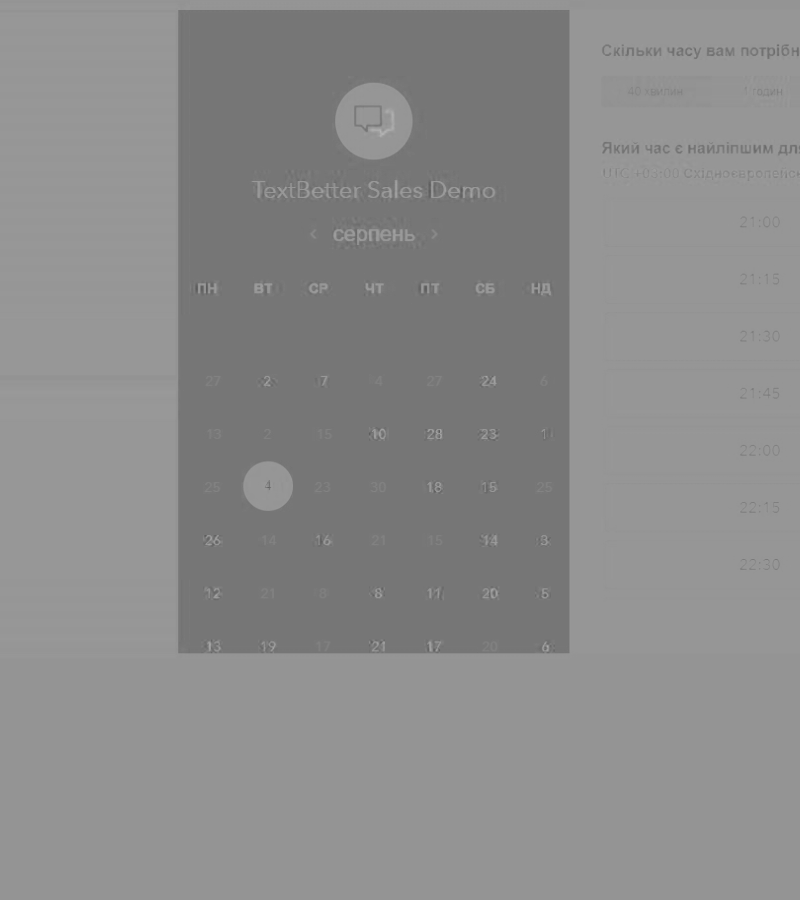 TextBetter Sales Demo
‹ серпень ›
ПН ВТ СР ЧТ ПТ СБ НД
27 2 7 4 27 24 6
13 2 15 10 28 23 1
25 4 23 30 18 15 25
26 14 16 21 15 14 3
12 21 8 8 11 20 5
13 19 17 21 17 20 6
Скільки часу вам потрібн
40 хвилин 1 годин
Який час є найліпшим дл
UTC +03:00 Східноєвропейсь
21:00
21:15
21:30
21:45
22:00
22:15
22:30